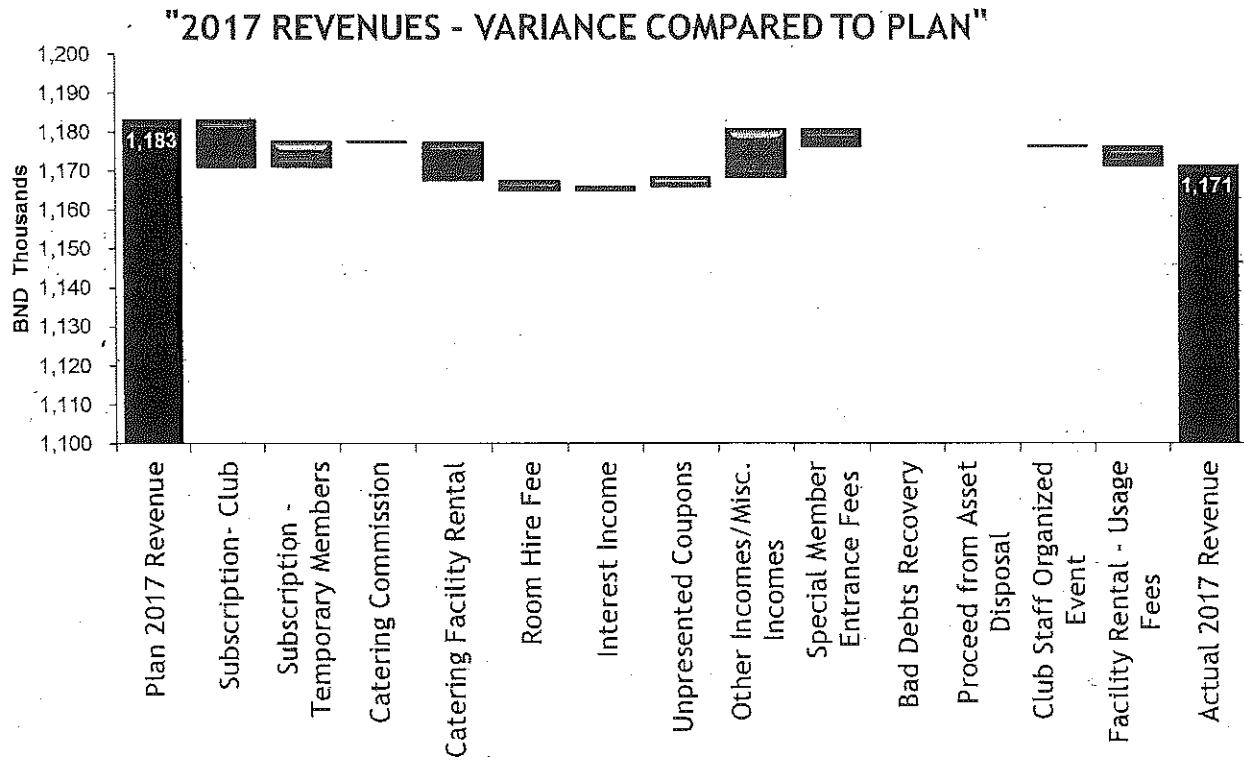 "2017 REVENUES - VARIANCE COMPARED TO PLAN"
BND Thousands
1,200
1,190
1,180
1,170
1,160
1,150
1,140
1,130
1,120
1,110
1,100
1,183
1,171
Plan 2017 Revenue
Subscription- Club
Subscription -
Temporary Members
Catering Commission
Catering Facility Rental
Room Hire Fee
Interest Income
Unpresented Coupons
Other Incomes/Misc.
Incomes
Special Member
Entrance Fees
Bad Debts Recovery
Proceed from Asset
Disposal
Club Staff Organized
Event
Facility Rental - Usage
Fees
Actual 2017 Revenue